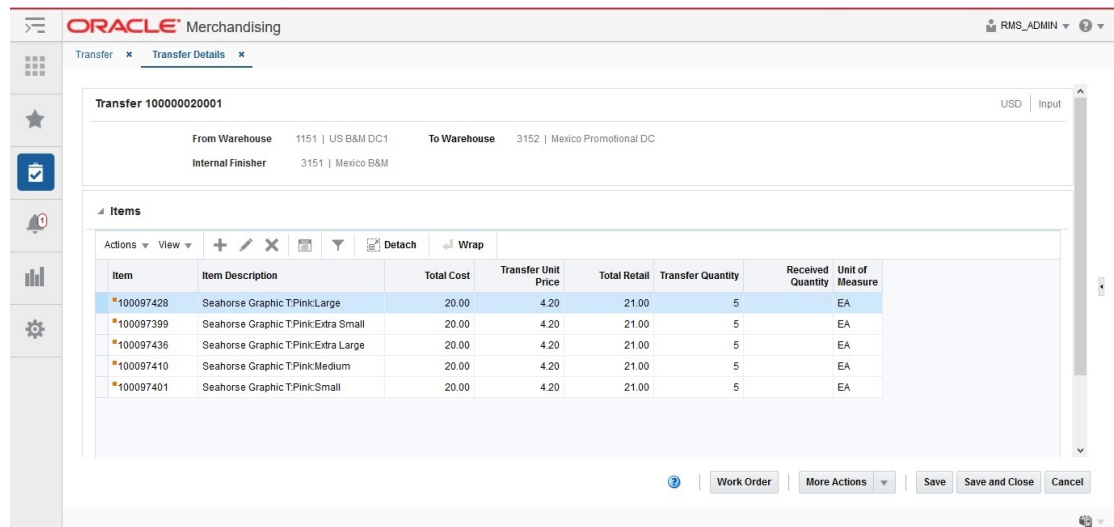 ORACLE® Merchandising
RMS_ADMIN
Transfer × Transfer Details ×
1
Transfer 100000020001
USD | Input
From Warehouse 1151 | US B&M DC1 To Warehouse 3152 | Mexico Promotional DC
Internal Finisher 3151 | Mexico B&M
Items
Actions View Detach Wrap
Item Item Description Total Cost Transfer Unit Price Total Retail Transfer Quantity Received Quantity Unit of Measure
100097428 Seahorse Graphic T:Pink:Large 20.00 4.20 21.00 5 EA
100097399 Seahorse Graphic T:Pink:Extra Small 20.00 4.20 21.00 5 EA
100097436 Seahorse Graphic T:Pink:Extra Large 20.00 4.20 21.00 5 EA
100097410 Seahorse Graphic T:Pink:Medium 20.00 4.20 21.00 5 EA
100097401 Seahorse Graphic T:Pink:Small 20.00 4.20 21.00 5 EA
Work Order More Actions Save Save and Close Cancel